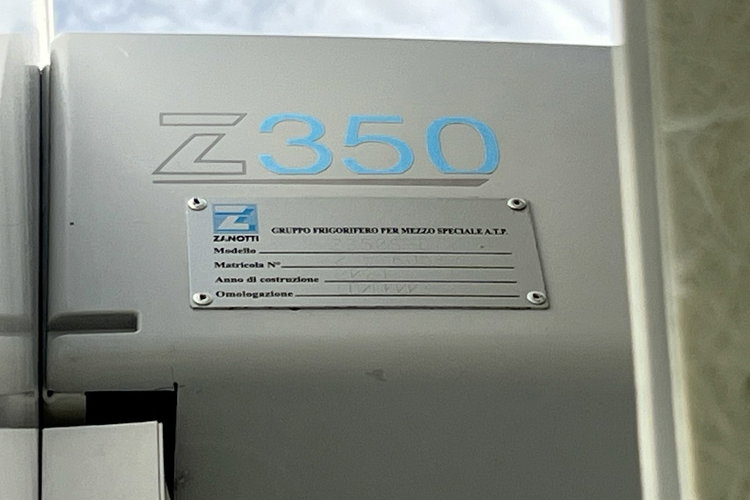 Z350
Z
ZANOTTI
GRUPPO FRIGORIFERO PER MEZZO SPECIALE A.T.P.
Modello
Matricola N°
Anno di costruzione
Omologazione